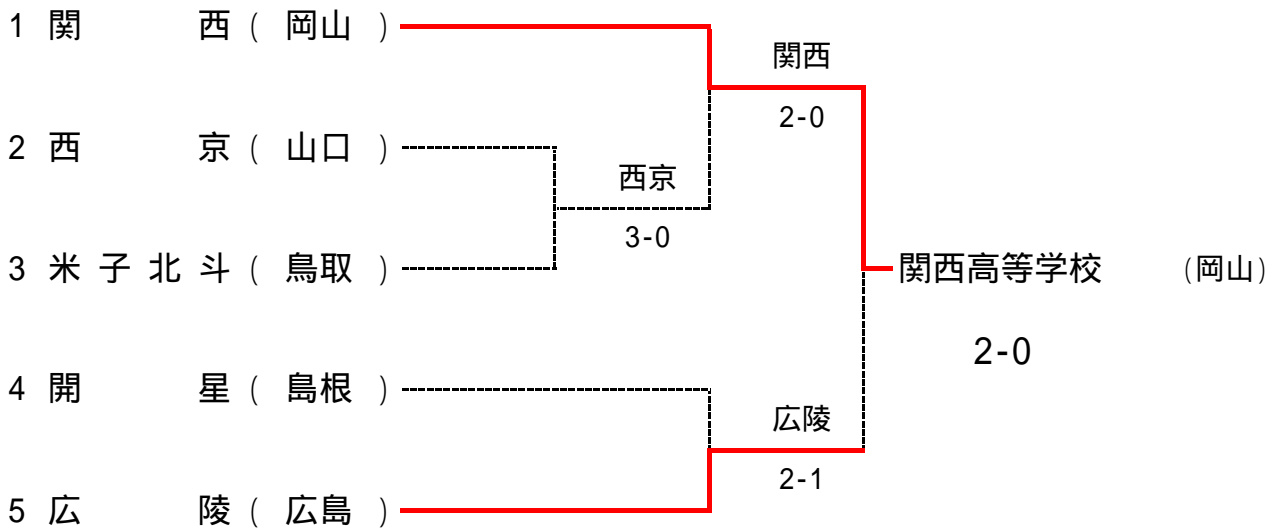 1 関 西 ( 岡山 )
関西
2-0
2 西 京 ( 山口 )
西京
3-0
3 米 子 北 斗 ( 鳥取 )
関西高等学校 (岡山)
2-0
4 開 星 ( 島根 )
広陵
2-1
5 広 陵 ( 広島 )